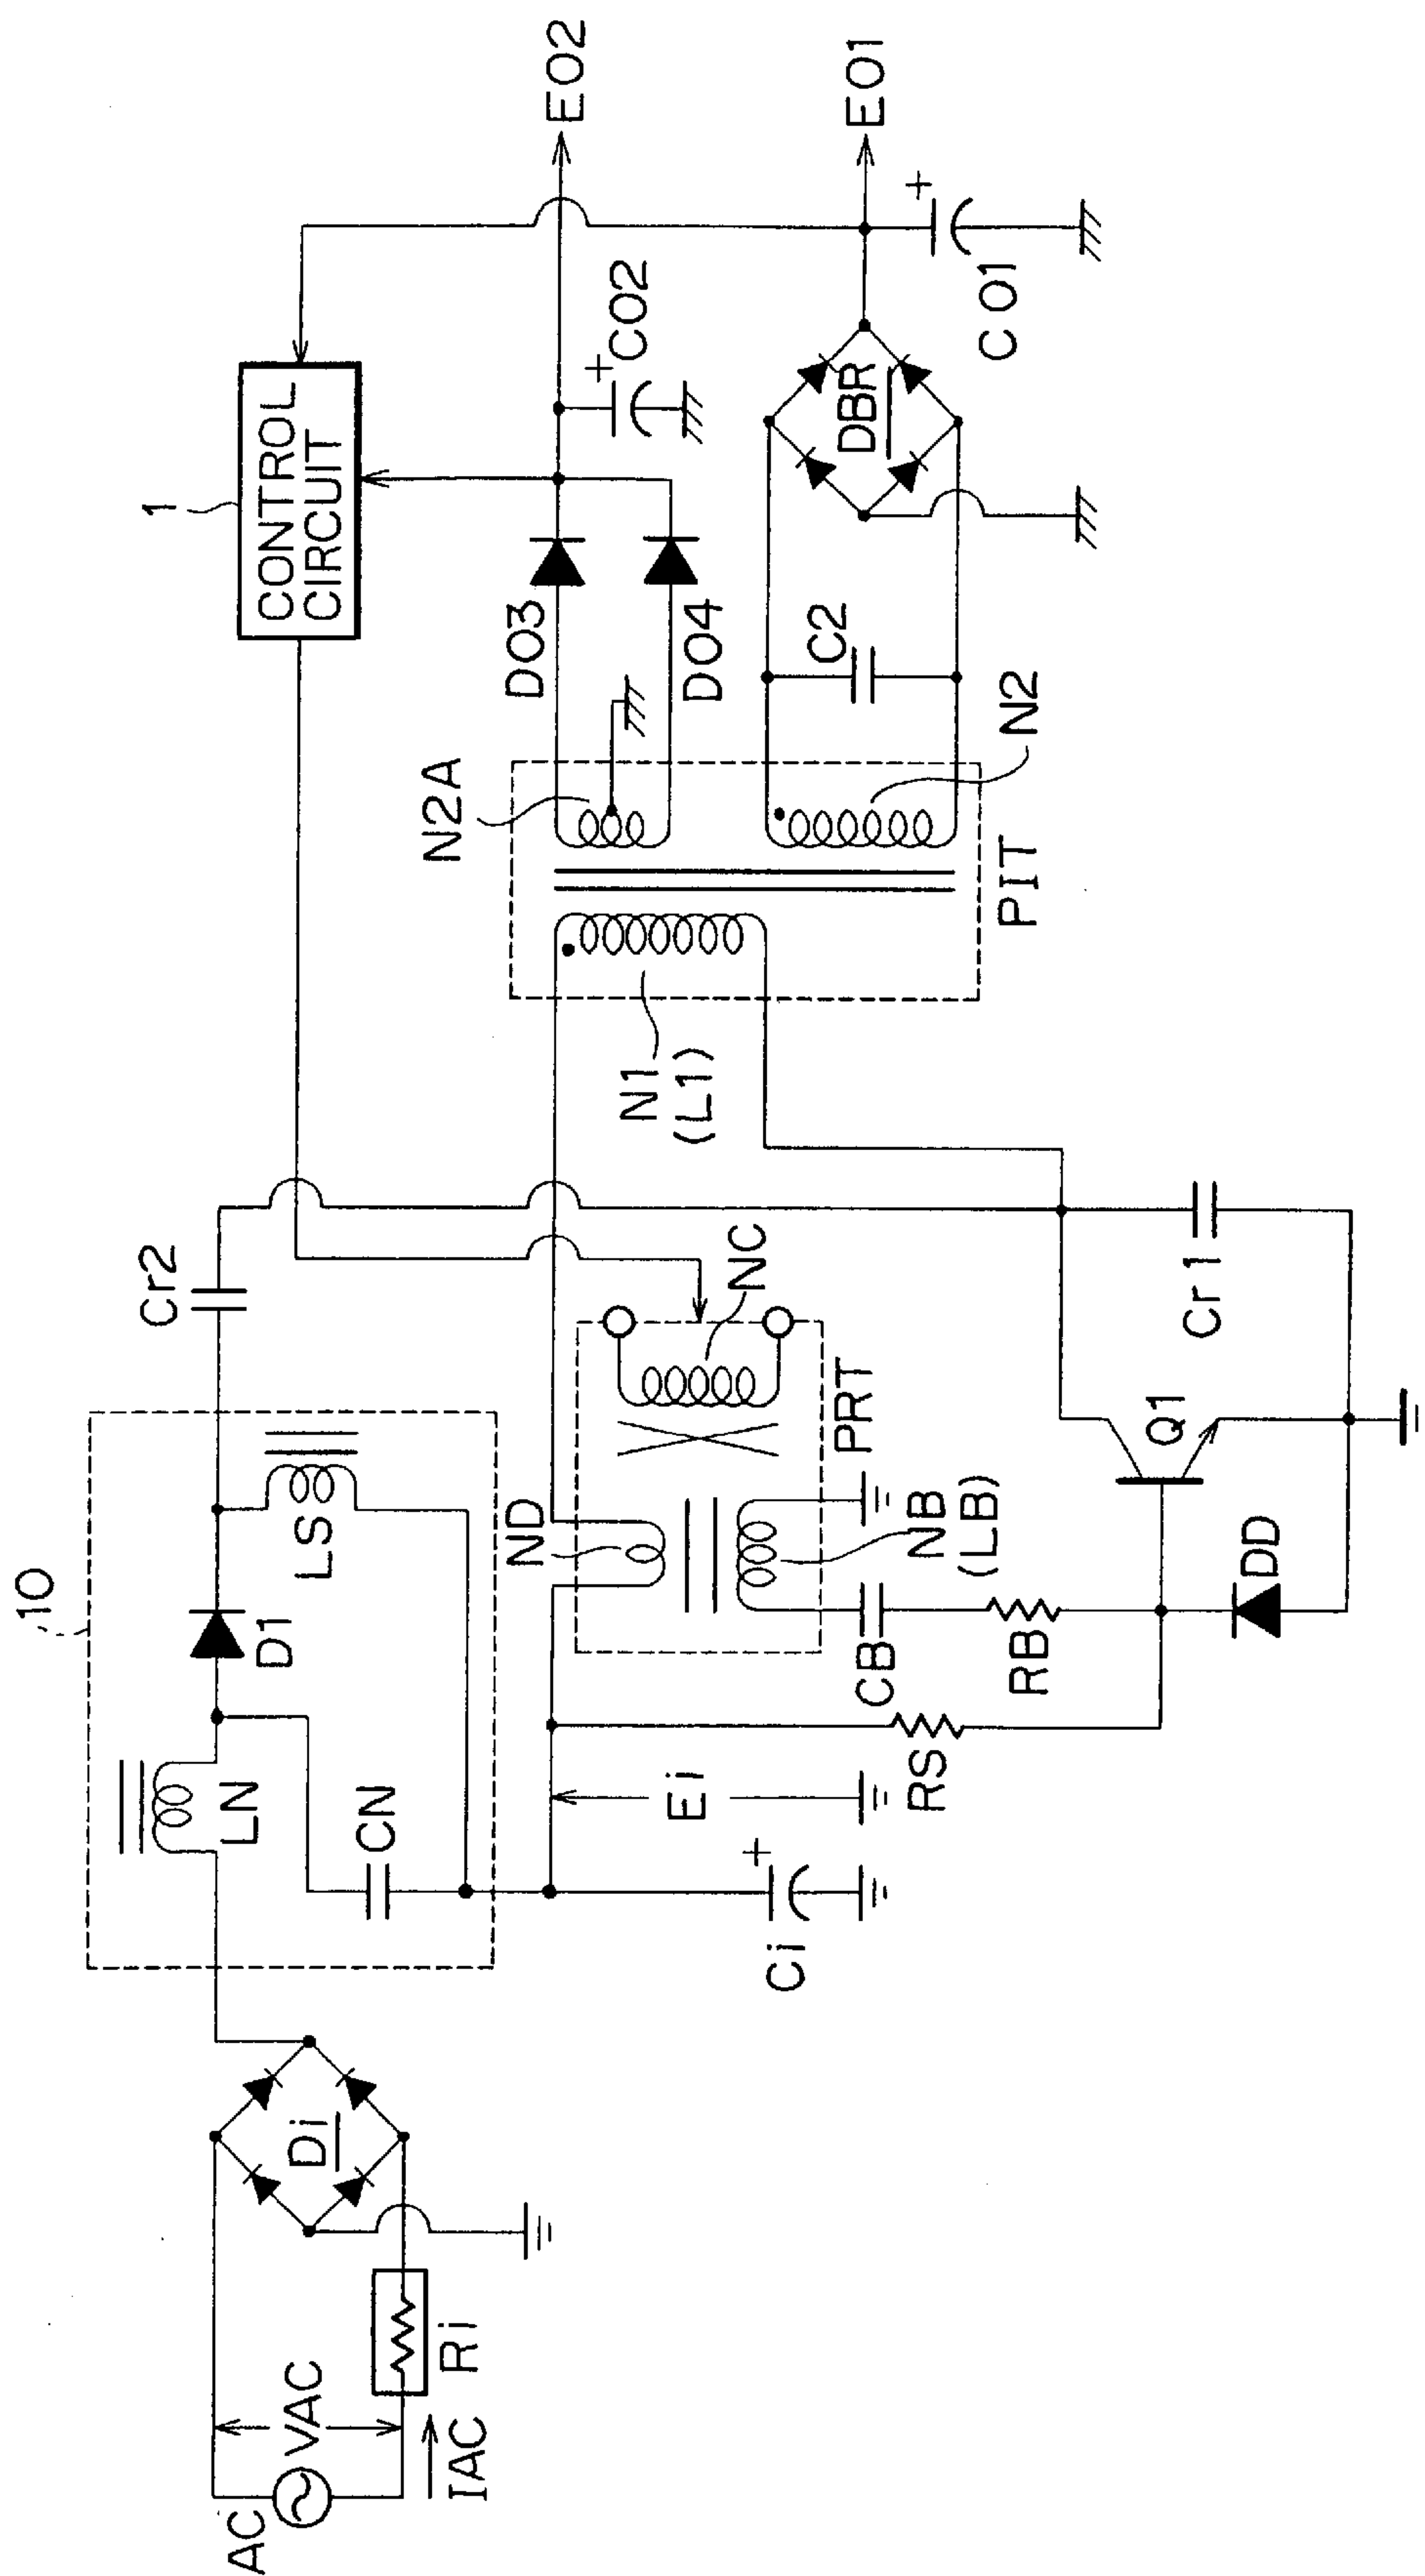 AC
VAC
IAC
Ri
Di
10
LN
CN
D1
LS
Cr2
Ci
Ei
RS
CB
RB
ND
NB
(LB)
PRT
NC
DD
Q1
Cr1
N1
(L1)
PIT
N2A
N2
C2
DO3
DO4
1
CONTROL
CIRCUIT
+
CO2
DBR
+
CO1
EO2
EO1
+